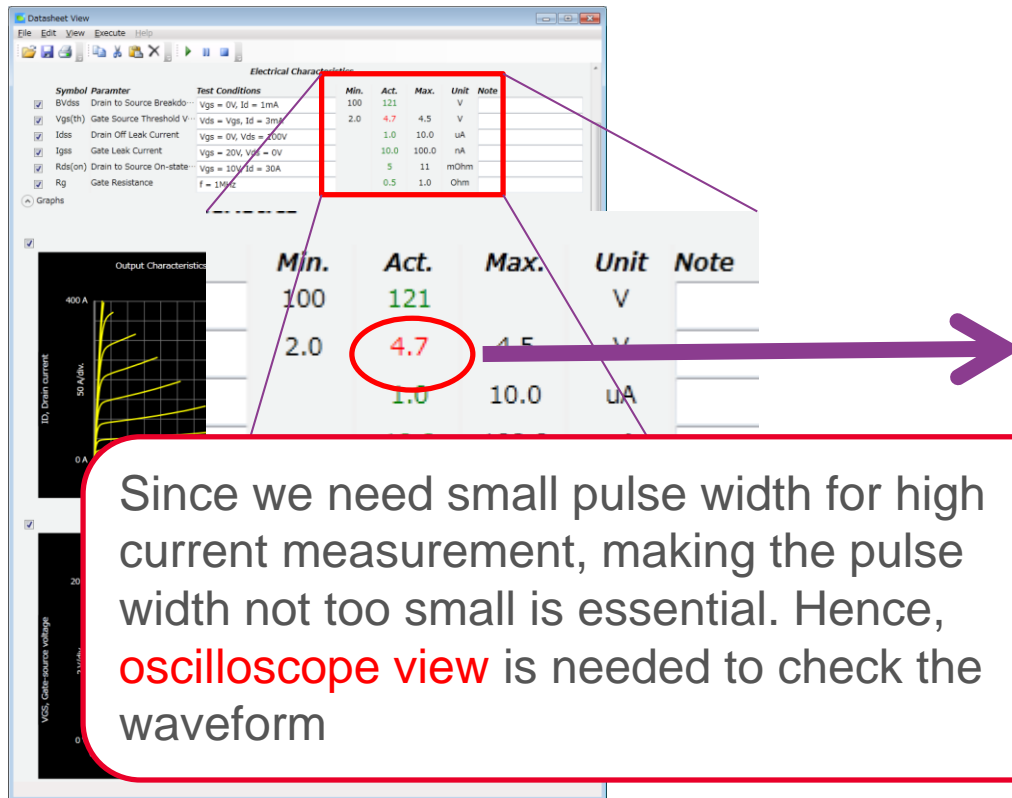 Datasheet View
File Edit View Execute Help
Electrical Characteristics
Symbol Paramter Test Conditions Min. Act. Max. Unit Note
BVdss Drain to Source Breakdo··· Vgs = 0V, Id = 1mA 100 121 V
Vgs(th) Gate Source Threshold V··· Vds = Vgs, Id = 3mA 2.0 4.7 4.5 V
Idss Drain Off Leak Current Vgs = 0V, Vds = 100V 1.0 10.0 uA
Igss Gate Leak Current Vgs = 20V, Vds = 0V 10.0 100.0 nA
Rds(on) Drain to Source On-state··· Vgs = 10V, Id = 30A 5 11 mOhm
Rg Gate Resistance f = 1MHz 0.5 1.0 Ohm
Graphs
Min. Act. Max. Unit Note
100 121 V
2.0 4.7 4.5 V
1.0 10.0 uA
Output Characteristics
400 A
ID, Drain current
50 A/div.
0 A
Since we need small pulse width for high
current measurement, making the pulse
width not too small is essential. Hence,
oscilloscope view is needed to check the
waveform
20
VGS, Gate-source voltage
0